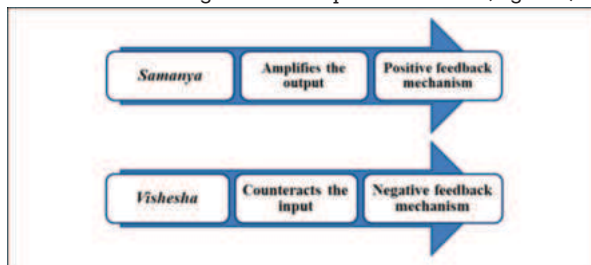 Samanya
Amplifies the
output
Positive feedback
mechanism
Vishesha
Counteracts the
input
Negative feedback
mechanism